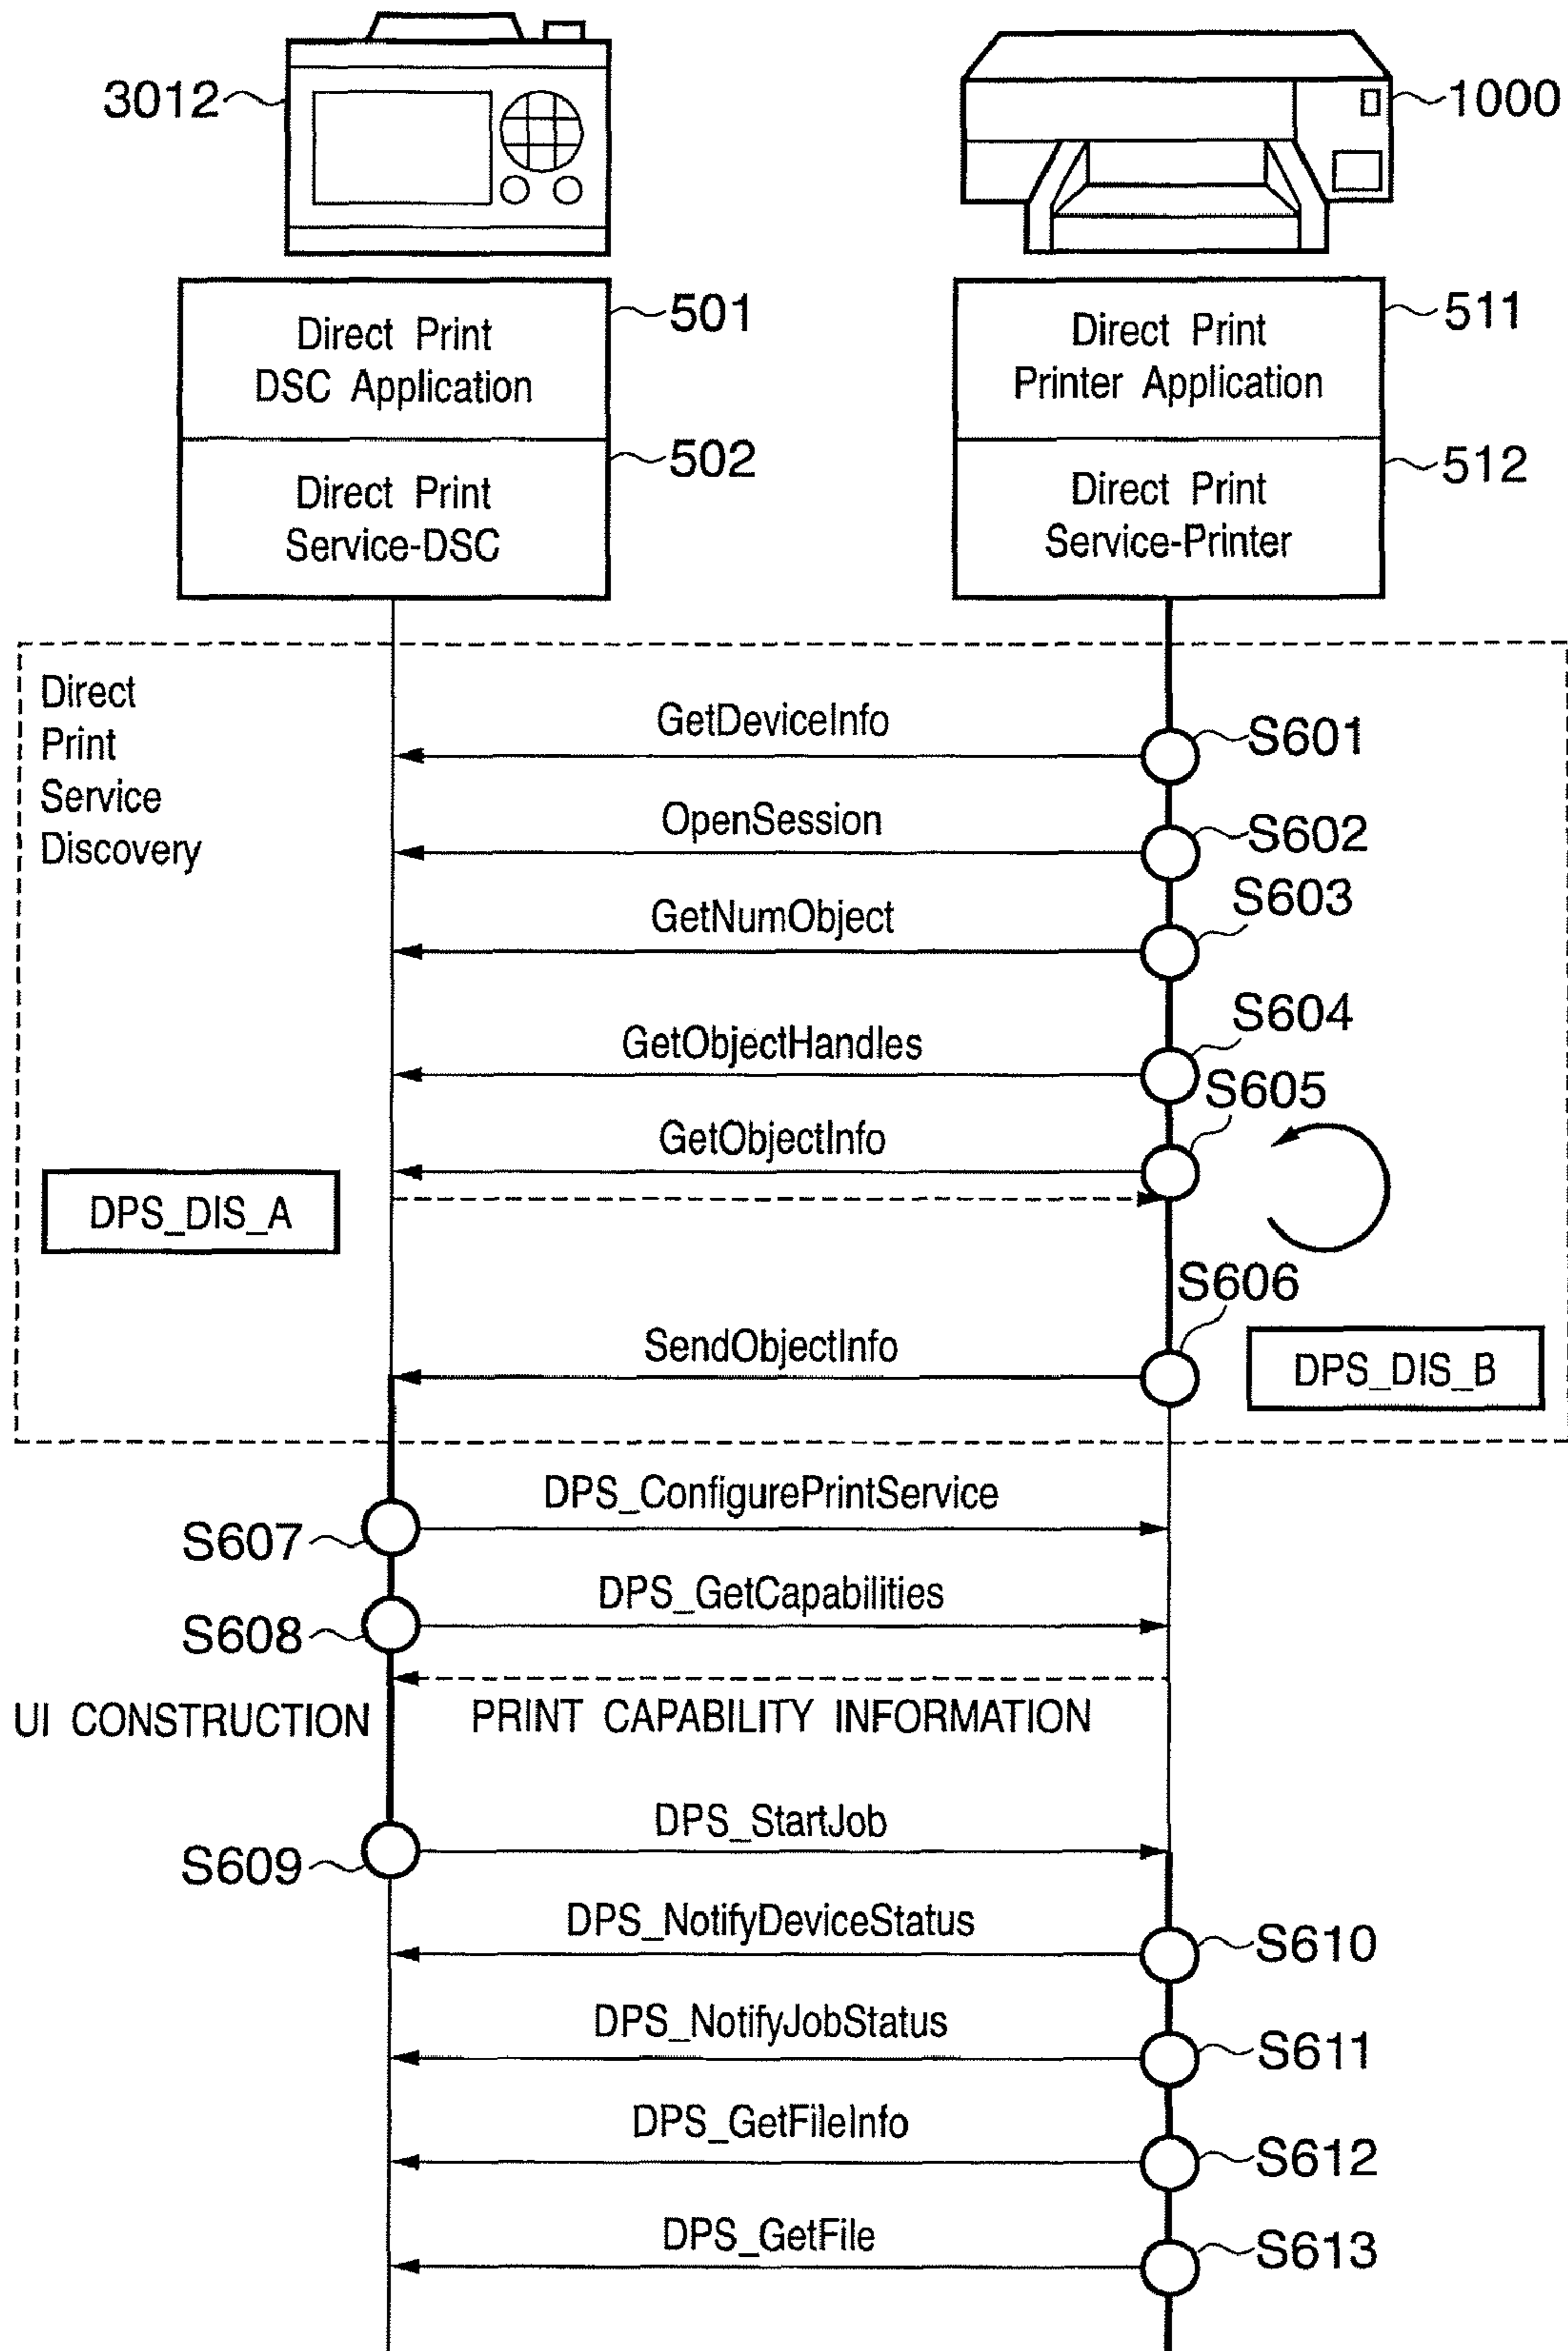 3012
1000
Direct Print
DSC Application
501
Direct Print
Service-DSC
502
Direct Print
Printer Application
511
Direct Print
Service-Printer
512
Direct
Print
Service
Discovery
GetDeviceInfo
S601
OpenSession
S602
GetNumObject
S603
GetObjectHandles
S604
GetObjectInfo
S605
DPS_DIS_A
SendObjectInfo
S606
DPS_DIS_B
DPS_ConfigurePrintService
S607
DPS_GetCapabilities
S608
UI CONSTRUCTION
PRINT CAPABILITY INFORMATION
DPS_StartJob
S609
DPS_NotifyDeviceStatus
S610
DPS_NotifyJobStatus
S611
DPS_GetFileInfo
S612
DPS_GetFile
S613